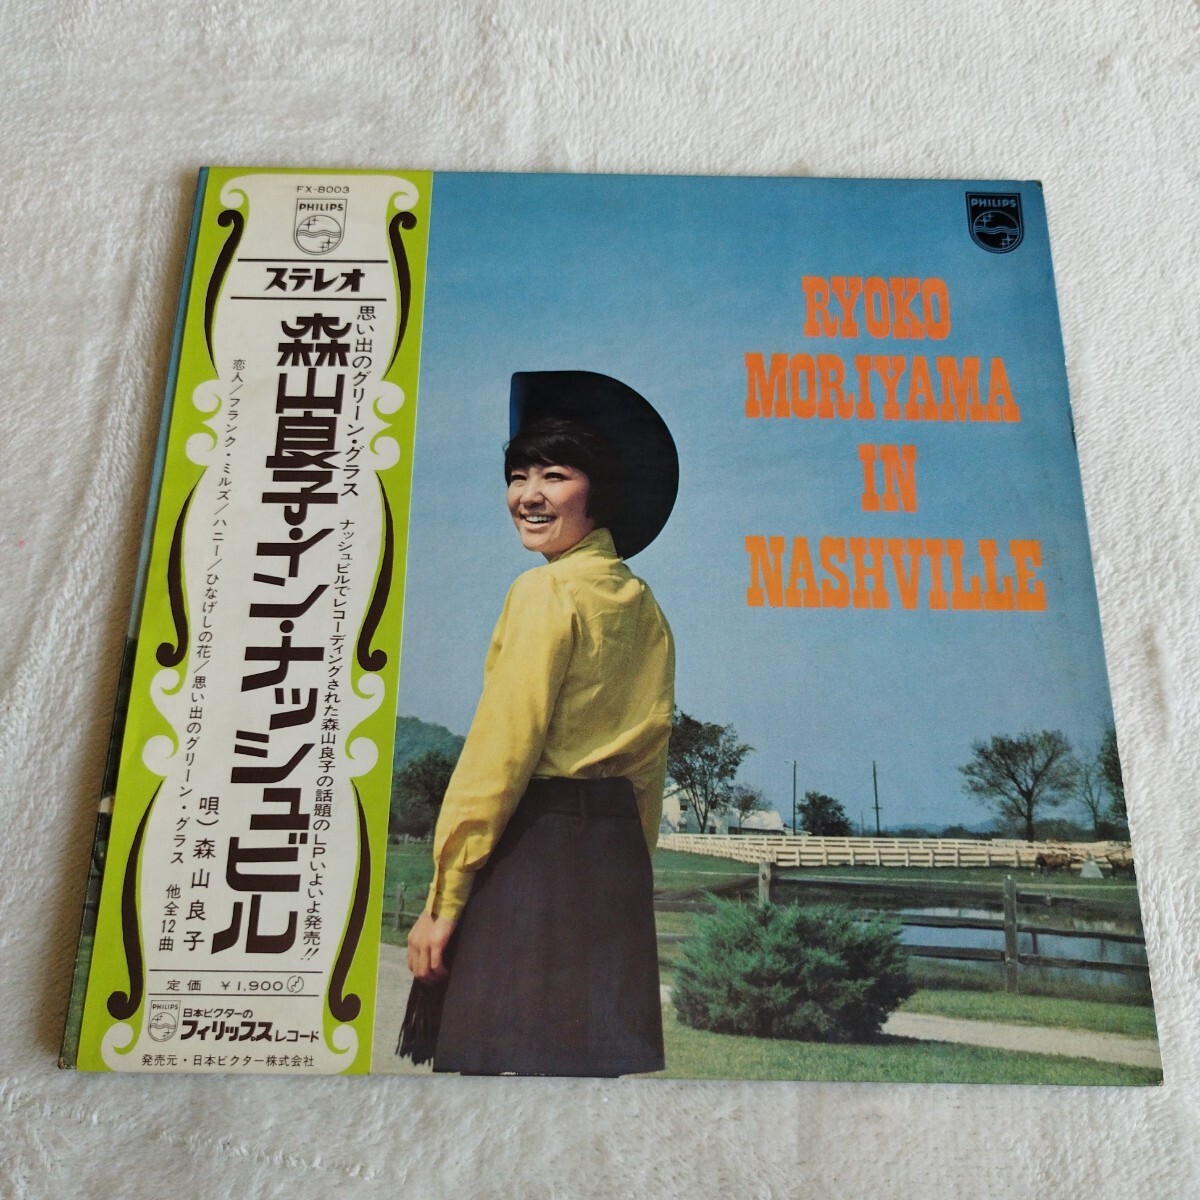 FX-8003
PHILIPS
ステレオ
思い出のグリーン・グラス
森山良子・イン・ナッシュビル
ナッシュビルでレコーディングされた森山良子の話題のLPいよいよ発売!!
恋人/フランク・ミルズ/ハニー/ひなげしの花/思い出のグリーン・グラス 他全12曲
唄)森山良子
定価 ¥1,900
PHILIPS
日本ビクターの
フィリップスレコード
発売元・日本ビクター株式会社
PHILIPS
RYOKO
MORIYAMA
IN
NASHVILLE